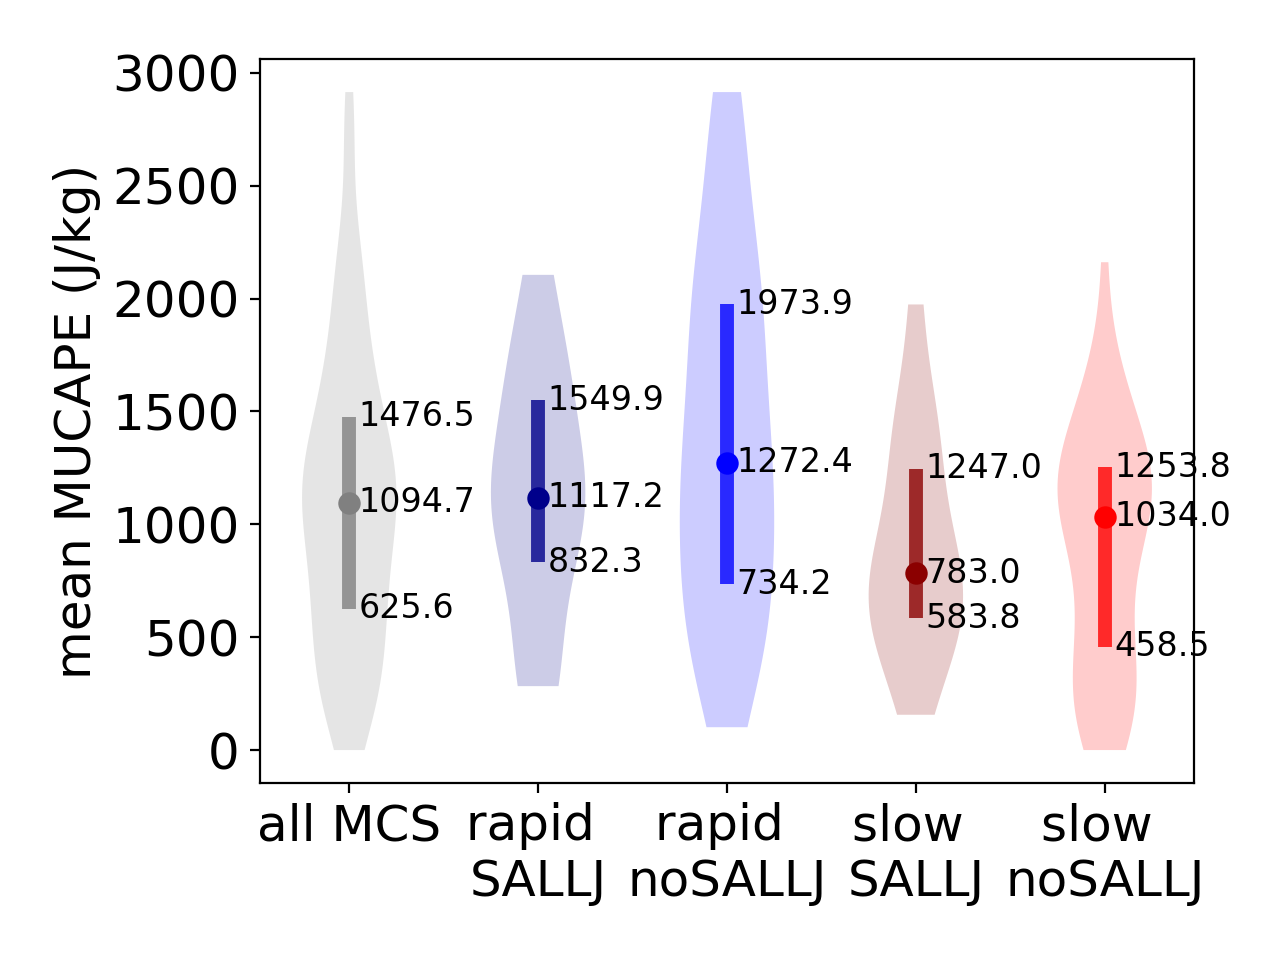 mean MUCAPE (J/kg)
3000
2500
2000
1500
1000
500
0
1476.5
1094.7
625.6
1549.9
1117.2
832.3
1973.9
1272.4
734.2
1247.0
783.0
583.8
1253.8
1034.0
458.5
all MCS
rapid
SALLJ
rapid
noSALLJ
slow
SALLJ
slow
noSALLJ